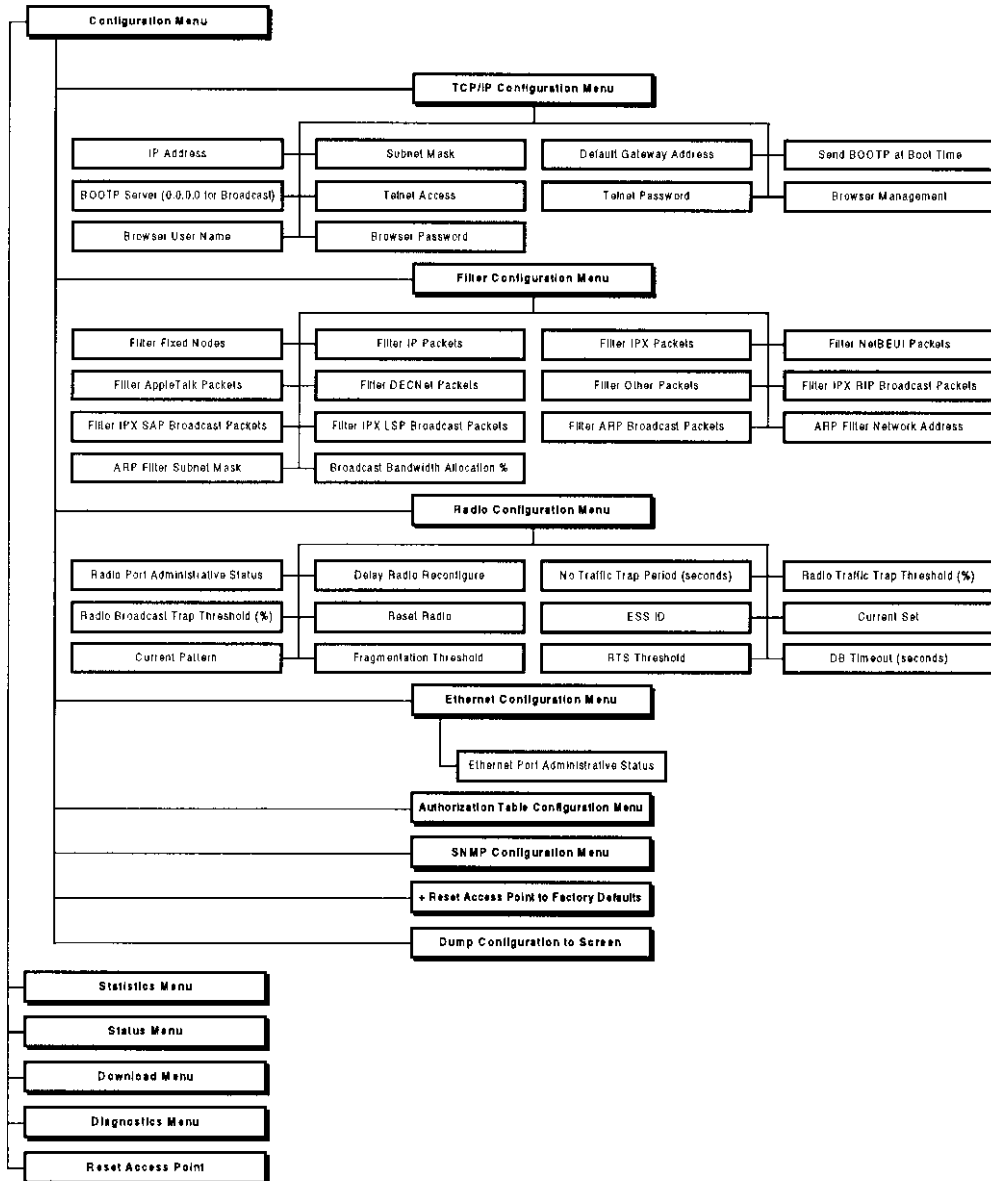 Configuration Menu
TCP/IP Configuration Menu
IP Address
Subnet Mask
Default Gateway Address
Send BOOTP at Boot Time
BOOTP Server (0.0.0.0 for Broadcast)
Telnet Access
Telnet Password
Browser Management
Browser User Name
Browser Password
Filter Configuration Menu
Filter Fixed Nodes
Filter IP Packets
Filter IPX Packets
Filter NetBEUI Packets
Filter AppleTalk Packets
Filter DECNet Packets
Filter Other Packets
Filter IPX RIP Broadcast Packets
Filter IPX SAP Broadcast Packets
Filter IPX LSP Broadcast Packets
Filter ARP Broadcast Packets
ARP Filter Network Address
ARP Filter Subnet Mask
Broadcast Bandwidth Allocation %
Radio Configuration Menu
Radio Port Administrative Status
Delay Radio Reconfigure
No Traffic Trap Period (seconds)
Radio Traffic Trap Threshold (%)
Radio Broadcast Trap Threshold (%)
Reset Radio
ESS ID
Current Set
Current Pattern
Fragmentation Threshold
RTS Threshold
DB Timeout (seconds)
Ethernet Configuration Menu
Ethernet Port Administrative Status
Authorization Table Configuration Menu
SNMP Configuration Menu
+ Reset Access Point to Factory Defaults
Dump Configuration to Screen
Statistics Menu
Status Menu
Download Menu
Diagnostics Menu
Reset Access Point